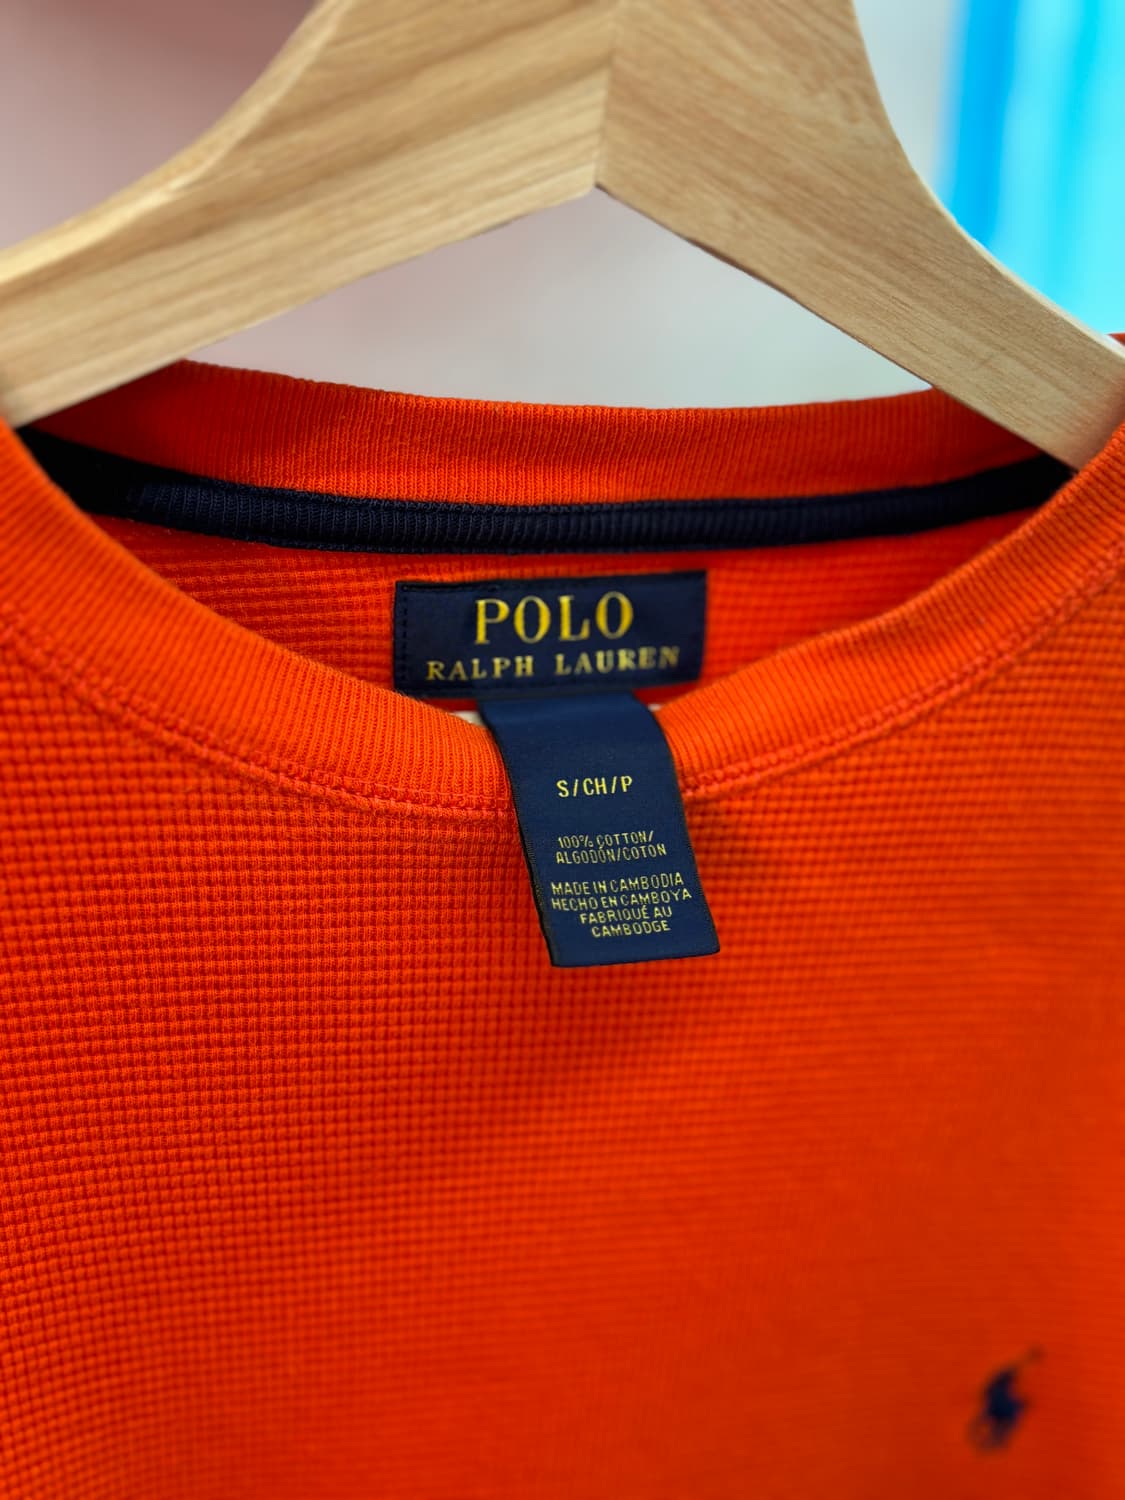 POLO
RALPH LAUREN
S/CH/P
100% COTTON/
ALGODÓN/COTON
MADE IN CAMBODIA
HECHO EN CAMBOYA
FABRIQUÉ AU
CAMBODGE